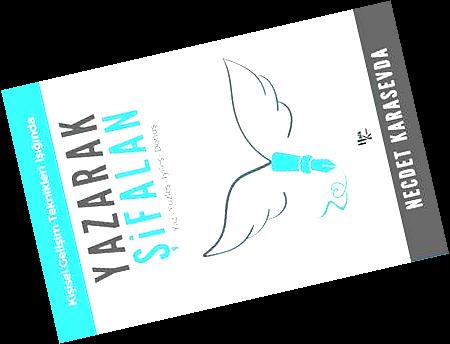 Kişisel Gelişim Teknikleri Işığında
YAZARAK
ŞİFALAN
NECDET KARASEVDA